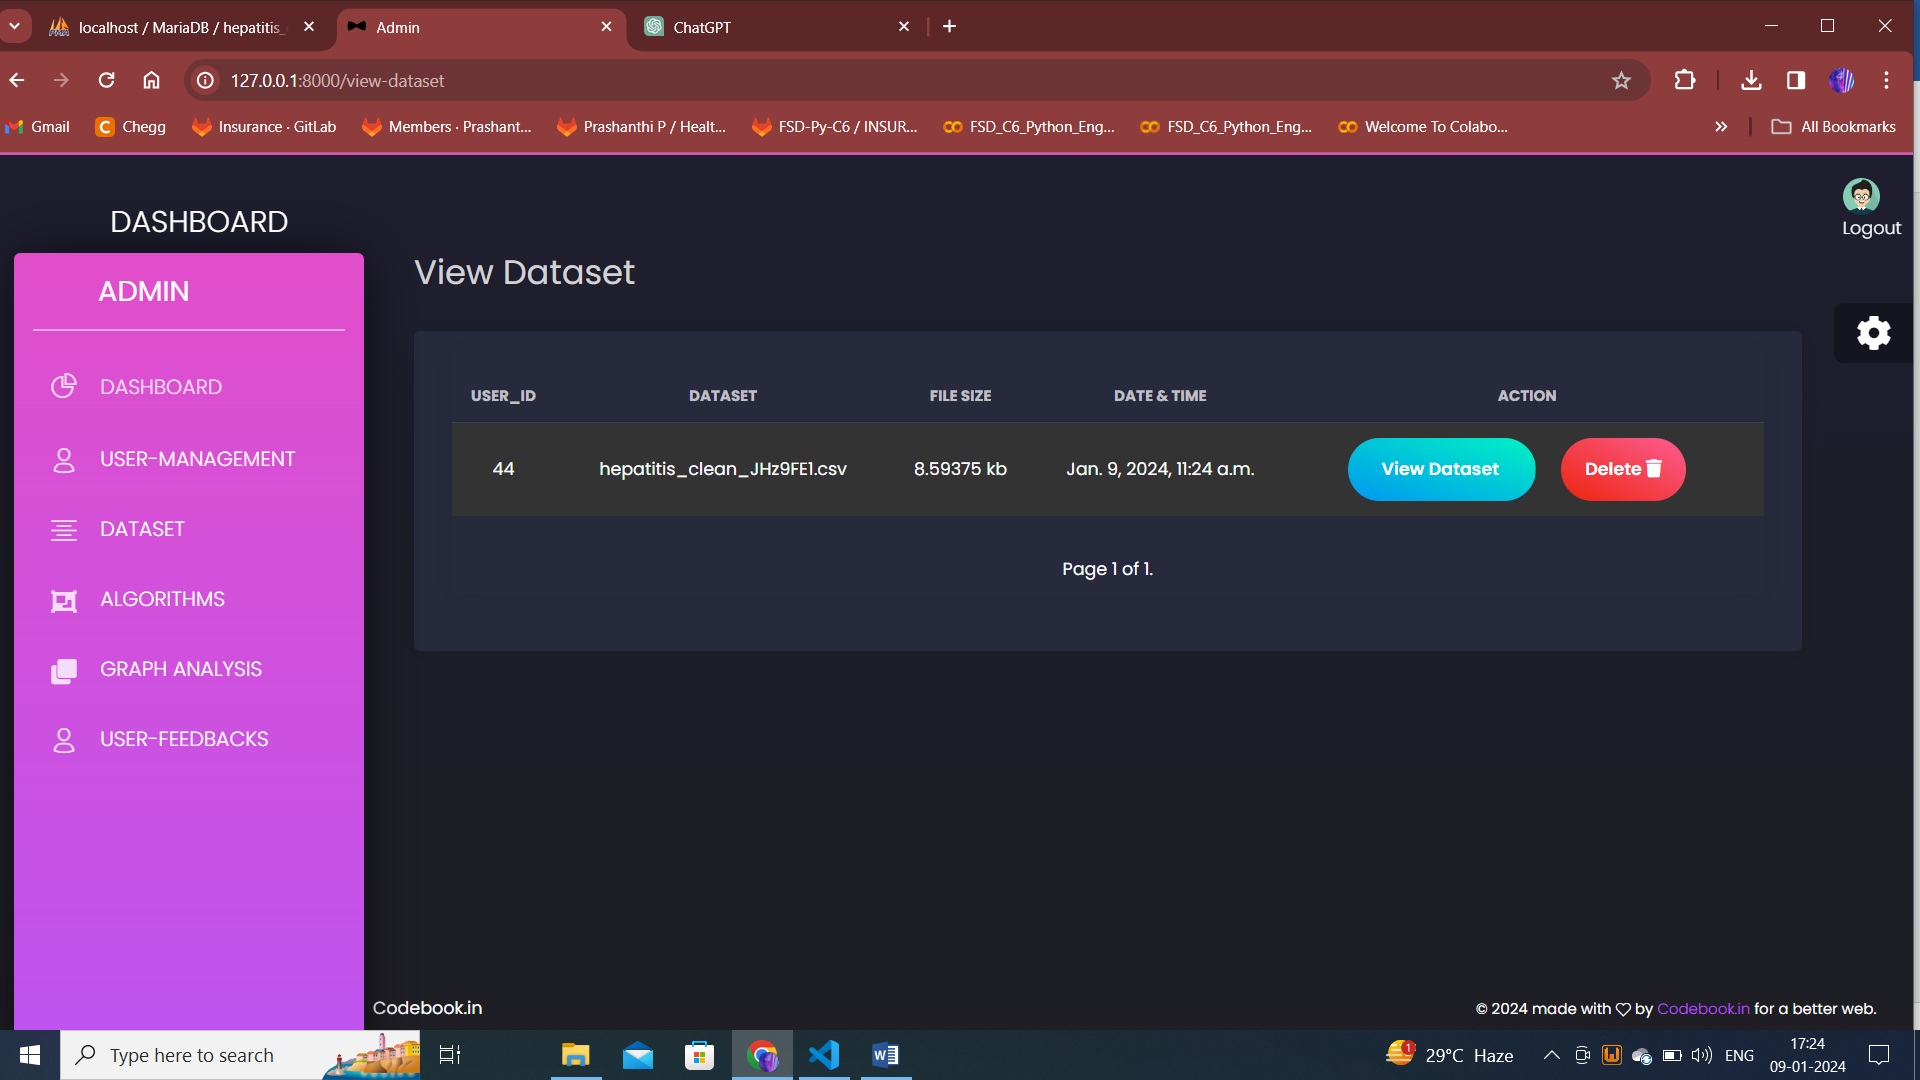 localhost / MariaDB / hepatitis_
Admin
ChatGPT
127.0.0.1:8000/view-dataset
Gmail
Chegg
Insurance · GitLab
Members · Prashant...
Prashanthi P / Healt...
FSD-Py-C6 / INSUR...
FSD_C6_Python_Eng...
FSD_C6_Python_Eng...
Welcome To Colabo...
All Bookmarks
DASHBOARD
Logout
ADMIN
View Dataset
DASHBOARD
USER-MANAGEMENT
DATASET
ALGORITHMS
GRAPH ANALYSIS
USER-FEEDBACKS
USER_ID DATASET FILE SIZE DATE & TIME ACTION
44 hepatitis_clean_JHz9FE1.csv 8.59375 kb Jan. 9, 2024, 11:24 a.m. View Dataset Delete
Page 1 of 1.
Codebook.in
© 2024 made with ♡ by Codebook.in for a better web.
Type here to search
1
29°C Haze
ENG
17:24
09-01-2024